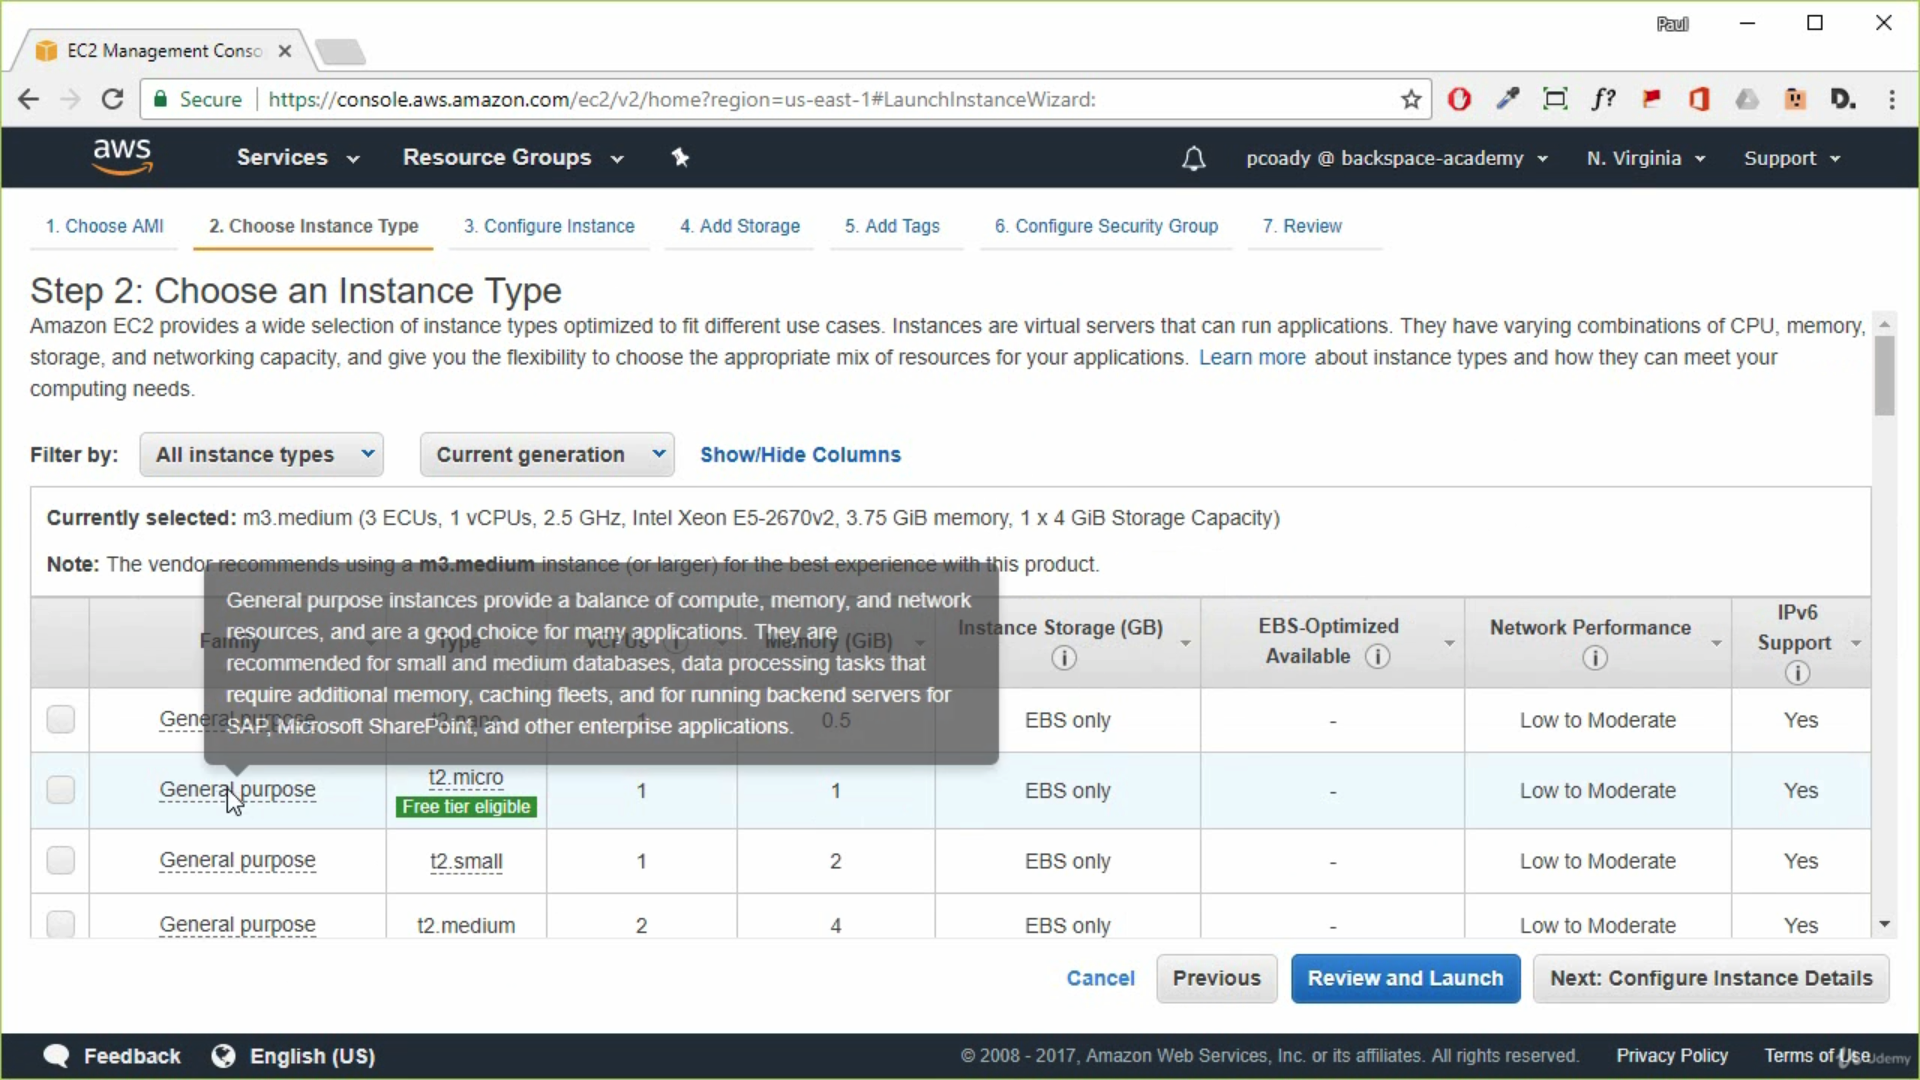 Paul
EC2 Management Conso
Secure https://console.aws.amazon.com/ec2/v2/home?region=us-east-1#LaunchInstanceWizard:
f?
D.
aws Services Resource Groups pcoady @ backspace-academy N. Virginia Support
1. Choose AMI 2. Choose Instance Type 3. Configure Instance 4. Add Storage 5. Add Tags 6. Configure Security Group 7. Review
Step 2: Choose an Instance Type
Amazon EC2 provides a wide selection of instance types optimized to fit different use cases. Instances are virtual servers that can run applications. They have varying combinations of CPU, memory,
storage, and networking capacity, and give you the flexibility to choose the appropriate mix of resources for your applications. Learn more about instance types and how they can meet your
computing needs.
Filter by: All instance types Current generation Show/Hide Columns
Currently selected: m3.medium (3 ECUs, 1 vCPUs, 2.5 GHz, Intel Xeon E5-2670v2, 3.75 GiB memory, 1 x 4 GiB Storage Capacity)
Note: The vendor recommends using a m3.medium instance (or larger) for the best experience with this product.
General purpose instances provide a balance of compute, memory, and network
resources, and are a good choice for many applications. They are
recommended for small and medium databases, data processing tasks that
require additional memory, caching fleets, and for running backend servers for
SAP, Microsoft SharePoint, and other enterprise applications.
Family Type vCPUs Memory (GiB) Instance Storage (GB) EBS-Optimized Available Network Performance IPv6 Support
General purpose t2.nano 1 0.5 EBS only - Low to Moderate Yes
General purpose t2.micro Free tier eligible 1 1 EBS only - Low to Moderate Yes
General purpose t2.small 1 2 EBS only - Low to Moderate Yes
General purpose t2.medium 2 4 EBS only - Low to Moderate Yes
Cancel Previous Review and Launch Next: Configure Instance Details
Feedback English (US) © 2008 - 2017, Amazon Web Services, Inc. or its affiliates. All rights reserved. Privacy Policy Terms of Use
Udemy